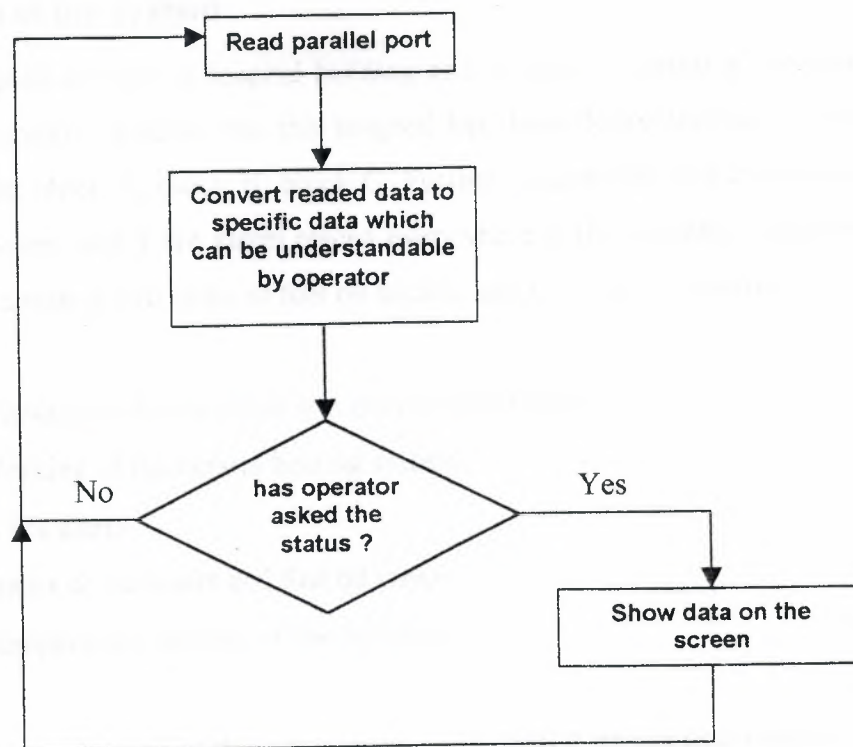 Read parallel port
Convert readed data to
specific data which
can be understandable
by operator
No
has operator
asked the
status ?
Yes
Show data on the
screen